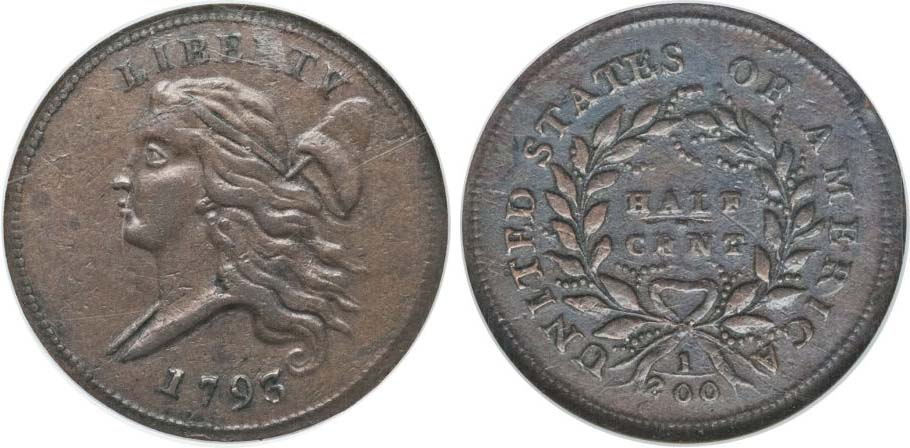 LIBERTY
1793
UNITED STATES OF AMERICA
HALF
CENT
1
200